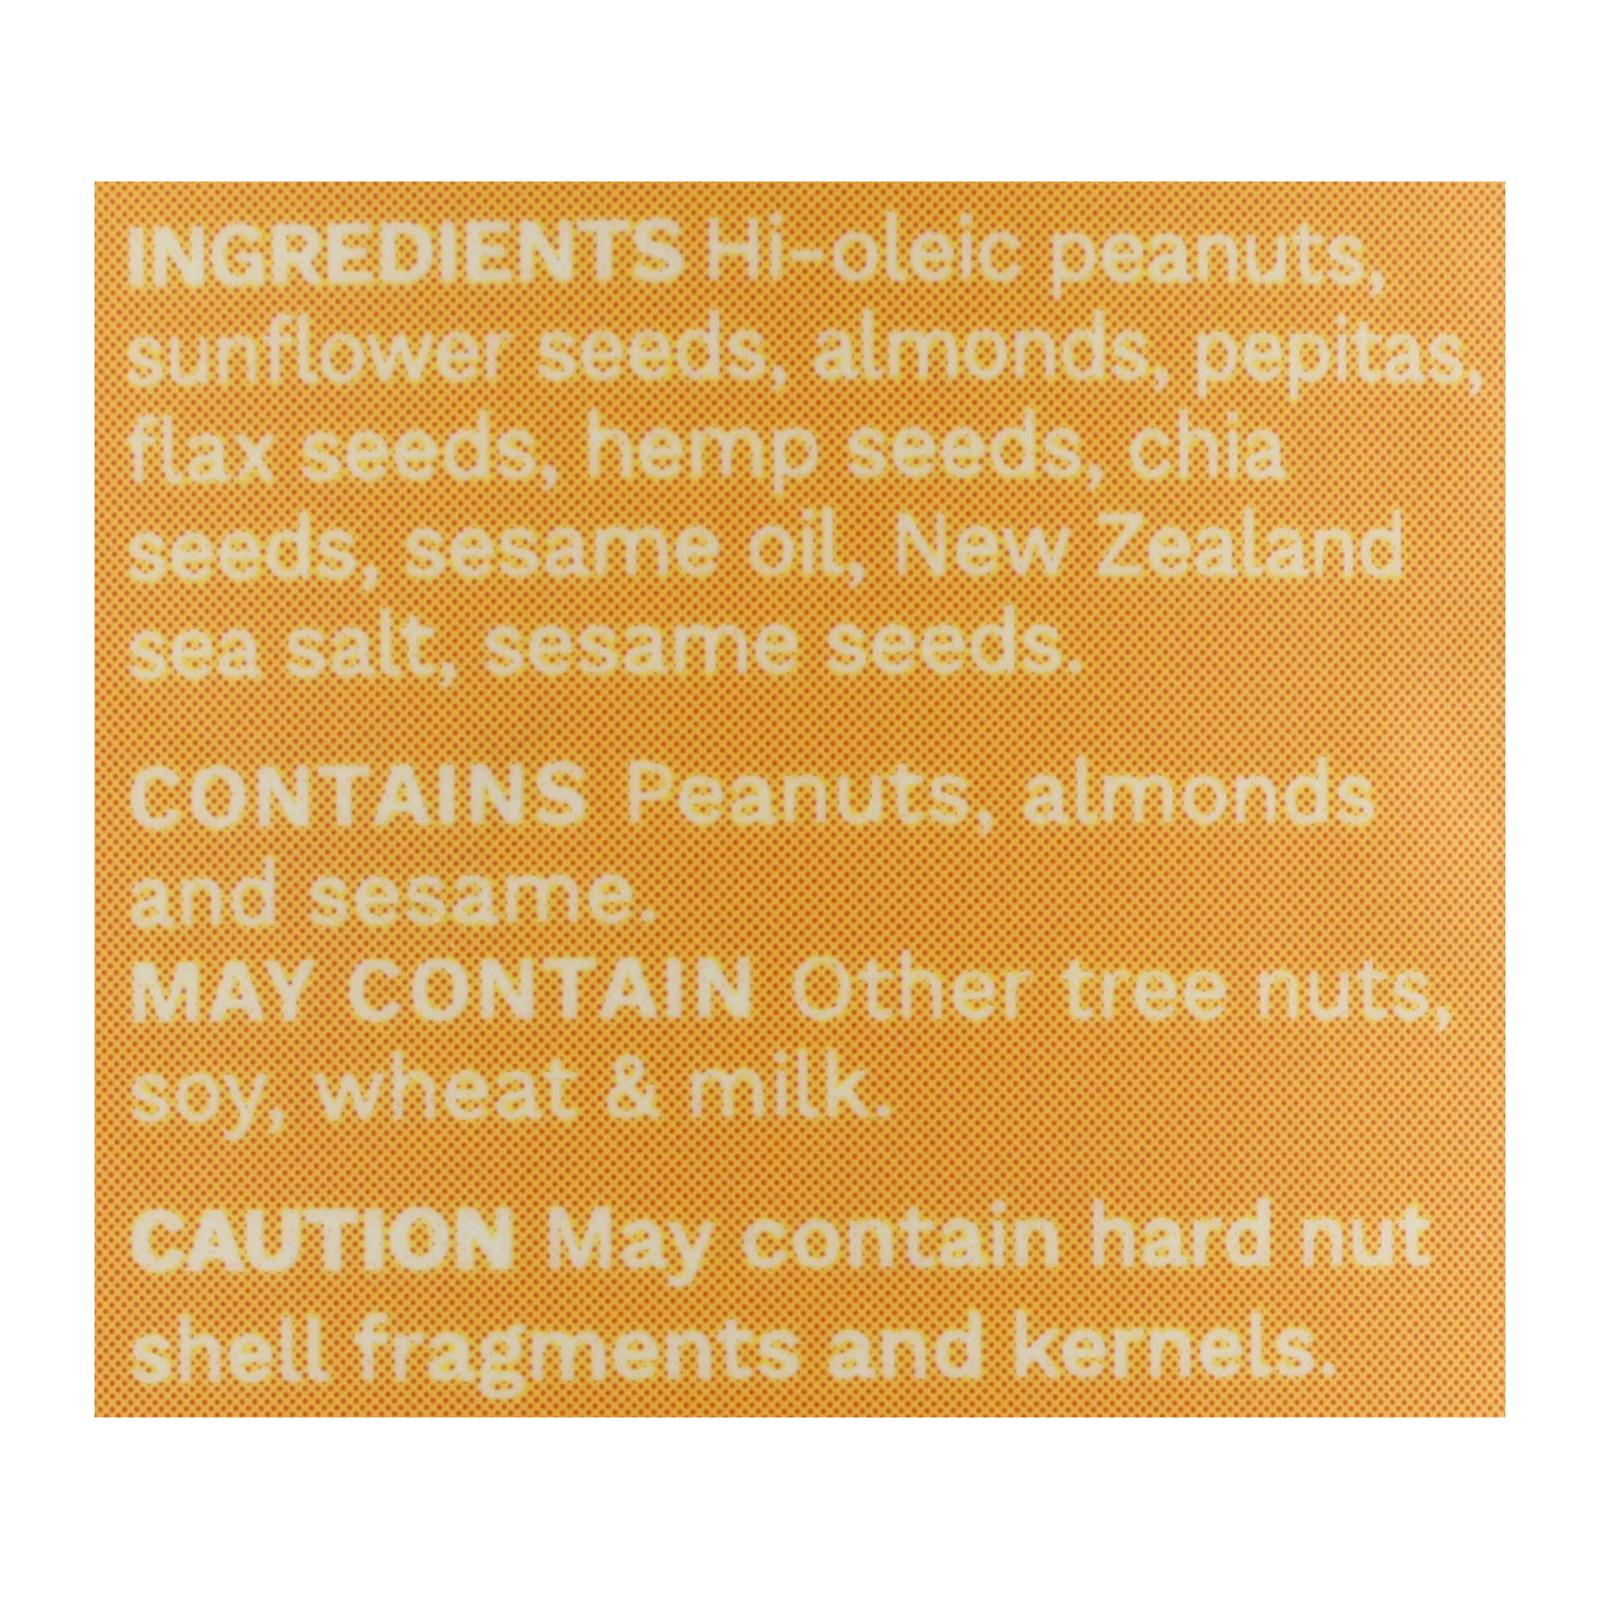 INGREDIENTS Hi-oleic peanuts,
sunflower seeds, almonds, pepitas,
flax seeds, hemp seeds, chia
seeds, sesame oil, New Zealand
sea salt, sesame seeds.
CONTAINS Peanuts, almonds
and sesame.
MAY CONTAIN Other tree nuts,
soy, wheat & milk.
CAUTION May contain hard nut
shell fragments and kernels.